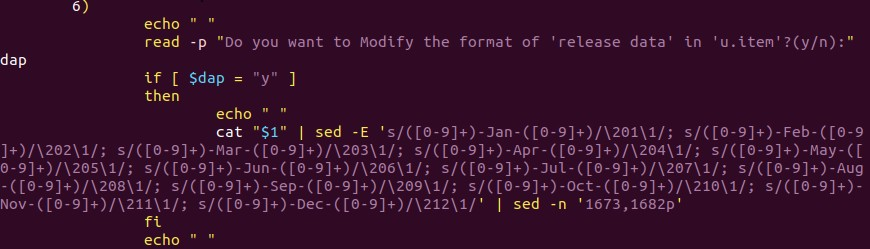 6)
echo " "
read -p "Do you want to Modify the format of 'release data' in 'u.item'?(y/n):"
dap
if [ $dap = "y" ]
then
echo " "
cat "$1" | sed -E 's/([0-9]+)-Jan-([0-9]+)/\201\1/; s/([0-9]+)-Feb-([0-9
]+)/\202\1/; s/([0-9]+)-Mar-([0-9]+)/\203\1/; s/([0-9]+)-Apr-([0-9]+)/\204\1/; s/([0-9]+)-May-([
0-9]+)/\205\1/; s/([0-9]+)-Jun-([0-9]+)/\206\1/; s/([0-9]+)-Jul-([0-9]+)/\207\1/; s/([0-9]+)-Aug
-([0-9]+)/\208\1/; s/([0-9]+)-Sep-([0-9]+)/\209\1/; s/([0-9]+)-Oct-([0-9]+)/\210\1/; s/([0-9]+)-
Nov-([0-9]+)/\211\1/; s/([0-9]+)-Dec-([0-9]+)/\212\1/' | sed -n '1673,1682p'
fi
echo " "